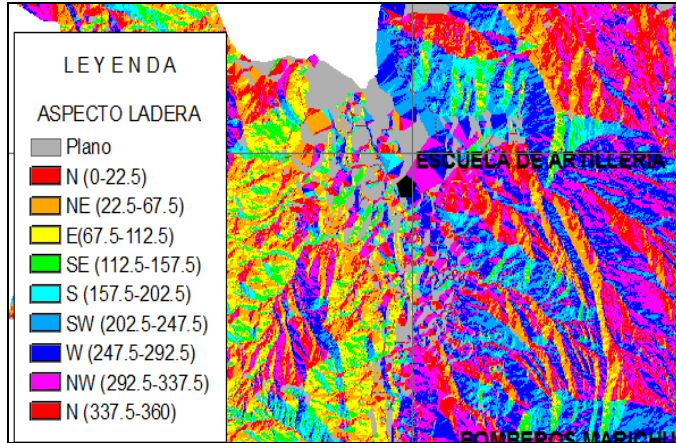 LEYENDA
ASPECTO LADERA
Plano
N (0-22.5)
NE (22.5-67.5)
E(67.5-112.5)
SE (112.5-157.5)
S (157.5-202.5)
SW (202.5-247.5)
W (247.5-292.5)
NW (292.5-337.5)
N (337.5-360)
ESCUELA DE ARTILLERIA
BOMBEROS